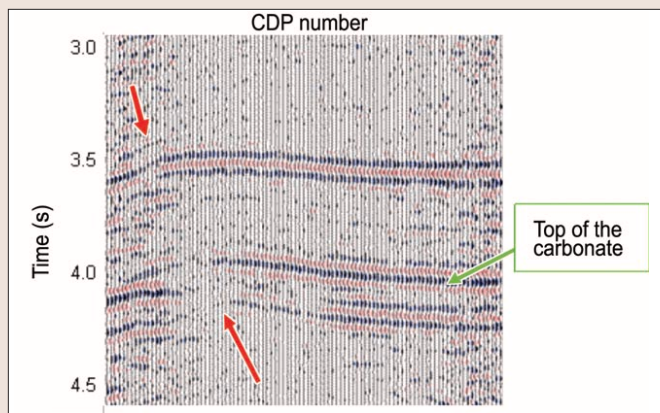 CDP number
3.0
3.5
4.0
4.5
Time (s)
Top of the
carbonate